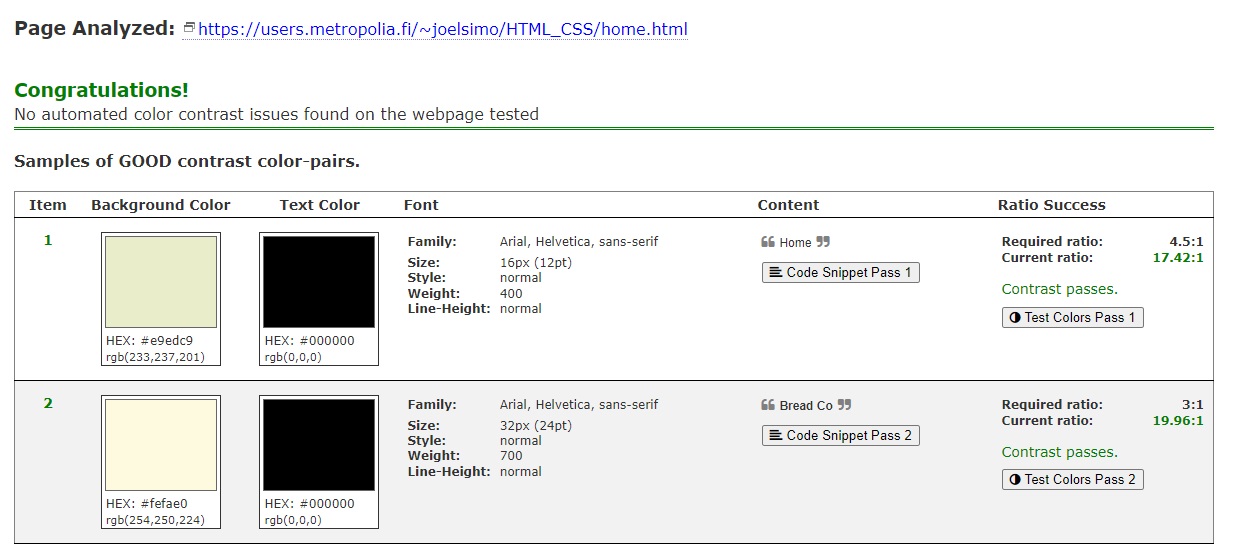 Page Analyzed: https://users.metropolia.fi/~joelsimo/HTML_CSS/home.html
Congratulations!
No automated color contrast issues found on the webpage tested
Samples of GOOD contrast color-pairs.
Item Background Color Text Color Font Content Ratio Success
1
HEX: #e9edc9
rgb(233,237,201)
HEX: #000000
rgb(0,0,0)
Family: Arial, Helvetica, sans-serif
Size: 16px (12pt)
Style: normal
Weight: 400
Line-Height: normal
❝ Home ❞
Code Snippet Pass 1
Required ratio: 4.5:1
Current ratio: 17.42:1
Contrast passes.
Test Colors Pass 1
2
HEX: #fefae0
rgb(254,250,224)
HEX: #000000
rgb(0,0,0)
Family: Arial, Helvetica, sans-serif
Size: 32px (24pt)
Style: normal
Weight: 700
Line-Height: normal
❝ Bread Co ❞
Code Snippet Pass 2
Required ratio: 3:1
Current ratio: 19.96:1
Contrast passes.
Test Colors Pass 2